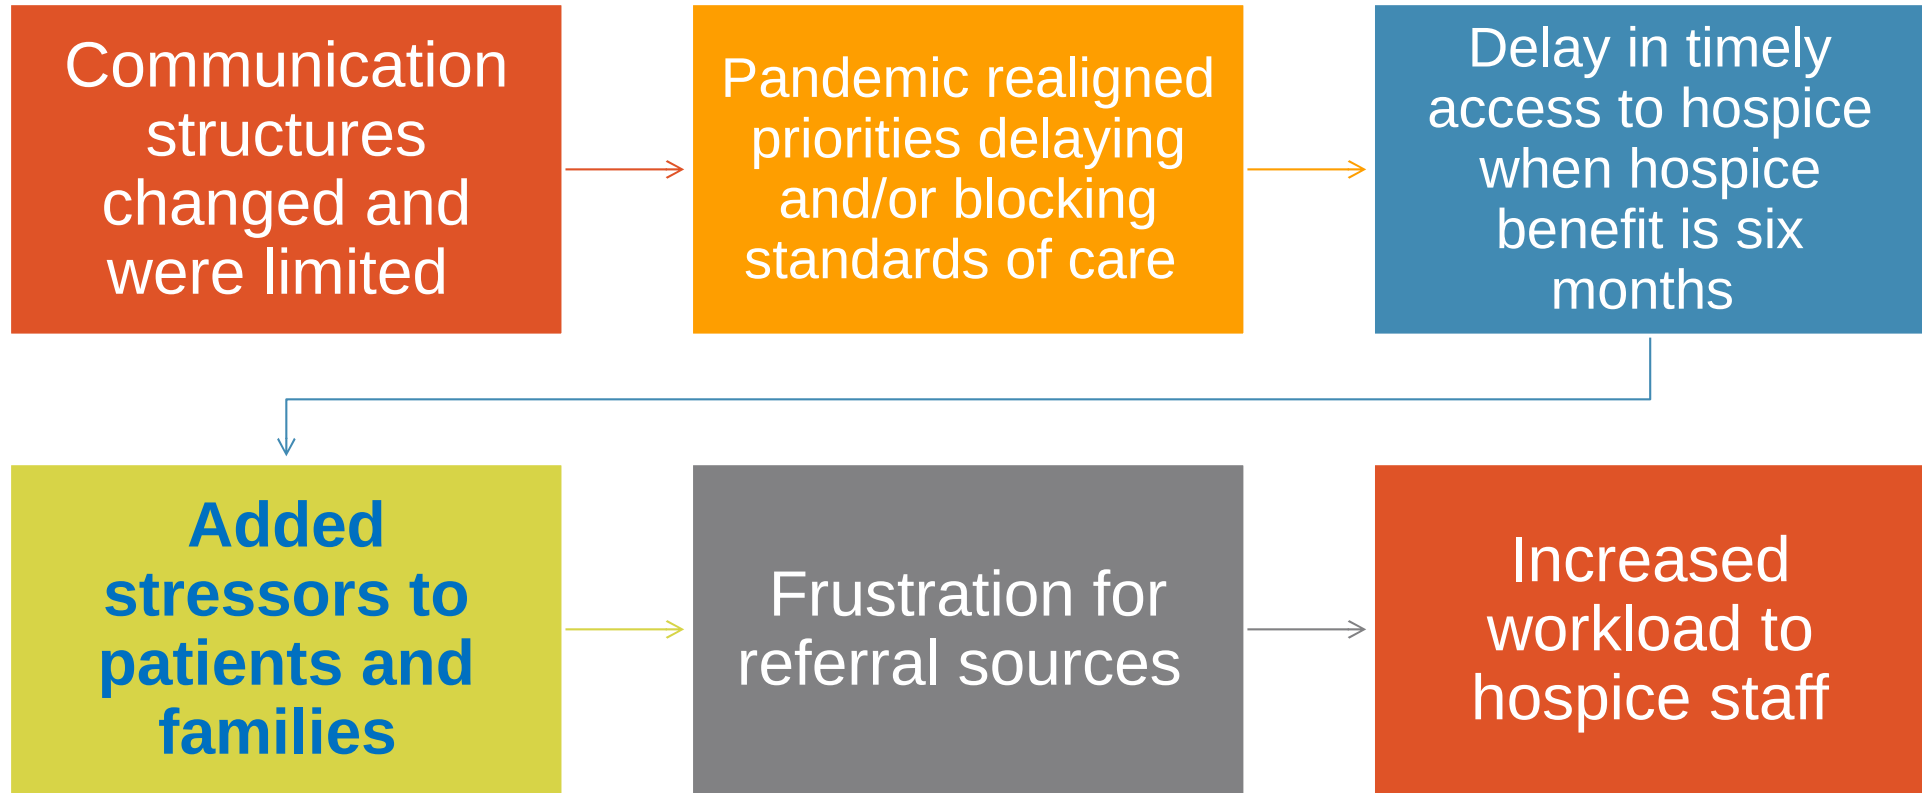 Communication
structures
changed and
were limited
Pandemic realigned
priorities delaying
and/or blocking
standards of care
Delay in timely
access to hospice
when hospice
benefit is six
months
Added
stressors to
patients and
families
Frustration for
referral sources
Increased
workload to
hospice staff